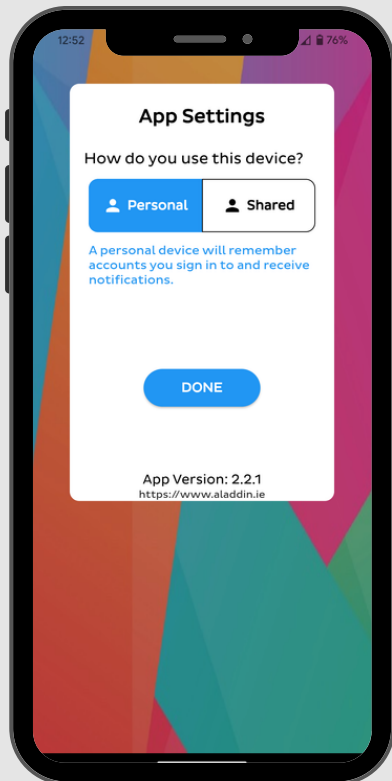 12:52 76%
App Settings
How do you use this device?
Personal Shared
A personal device will remember
accounts you sign in to and receive
notifications.
DONE
App Version: 2.2.1
https://www.aladdin.ie